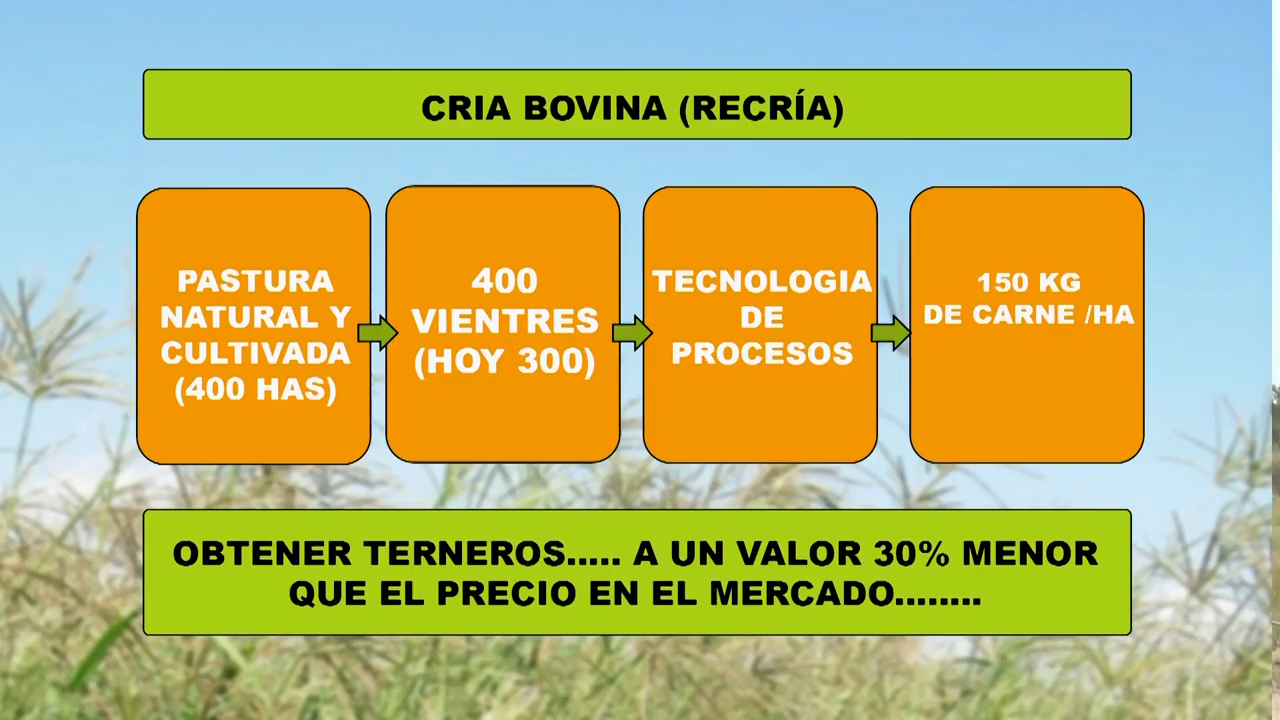 CRIA BOVINA (RECRÍA)
PASTURA
NATURAL Y
CULTIVADA
(400 HAS)
400
VIENTRES
(HOY 300)
TECNOLOGIA
DE
PROCESOS
150 KG
DE CARNE /HA
OBTENER TERNEROS..... A UN VALOR 30% MENOR
QUE EL PRECIO EN EL MERCADO........